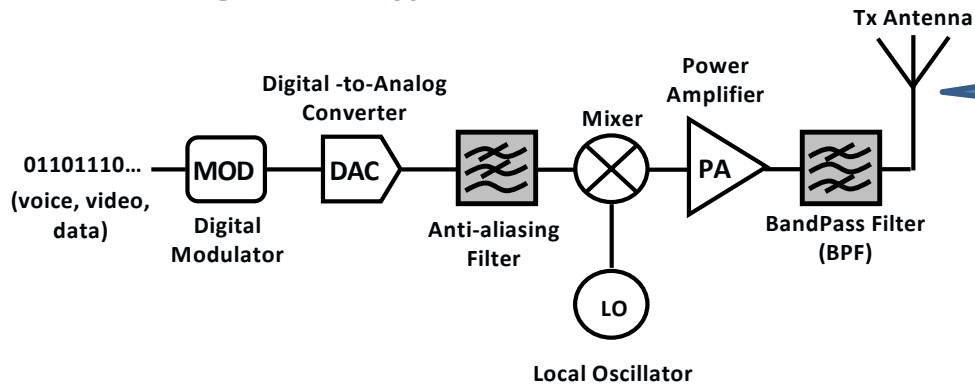 Tx Antenna
Digital -to-Analog
Converter
Power
Amplifier
Mixer
01101110...
MOD
DAC
PA
(voice, video,
data)
Digital
Modulator
Anti-aliasing
Filter
BandPass Filter
(BPF)
LO
Local Oscillator